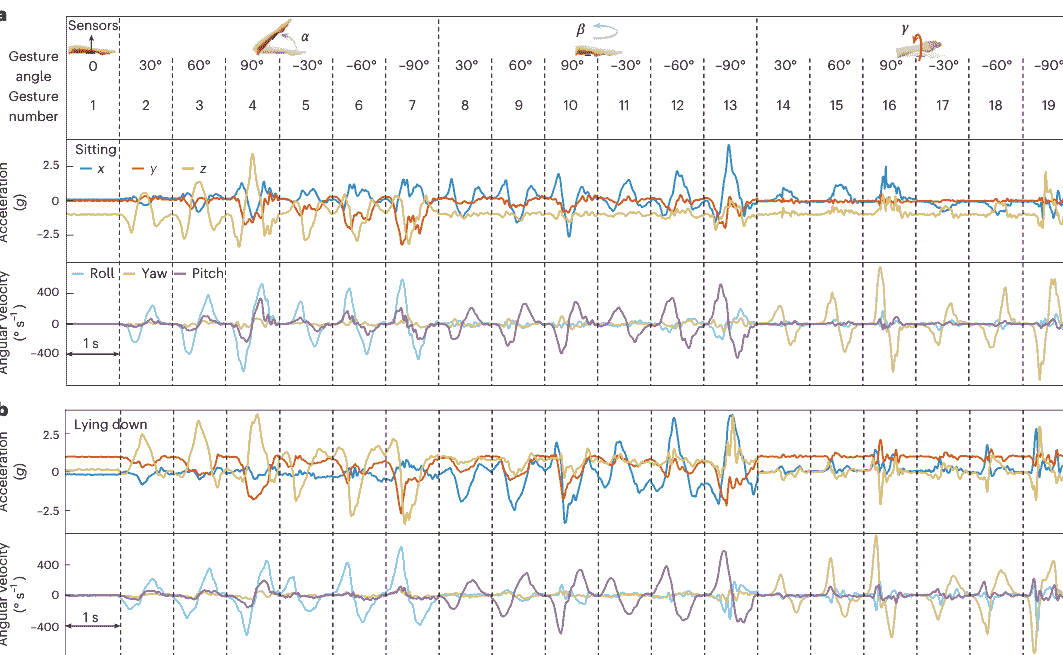 a
Sensors
α
β
γ
Gesture angle
0 30° 60° 90° −30° −60° −90° 30° 60° 90° −30° −60° −90° 30° 60° 90° −30° −60° −90°
Gesture number
1 2 3 4 5 6 7 8 9 10 11 12 13 14 15 16 17 18 19
Sitting
x y z
Acceleration (g)
2.5
0
−2.5
Roll Yaw Pitch
Angular velocity (° s⁻¹)
400
0
−400
1 s
b
Lying down
Acceleration (g)
2.5
0
−2.5
Angular velocity (° s⁻¹)
400
0
−400
1 s